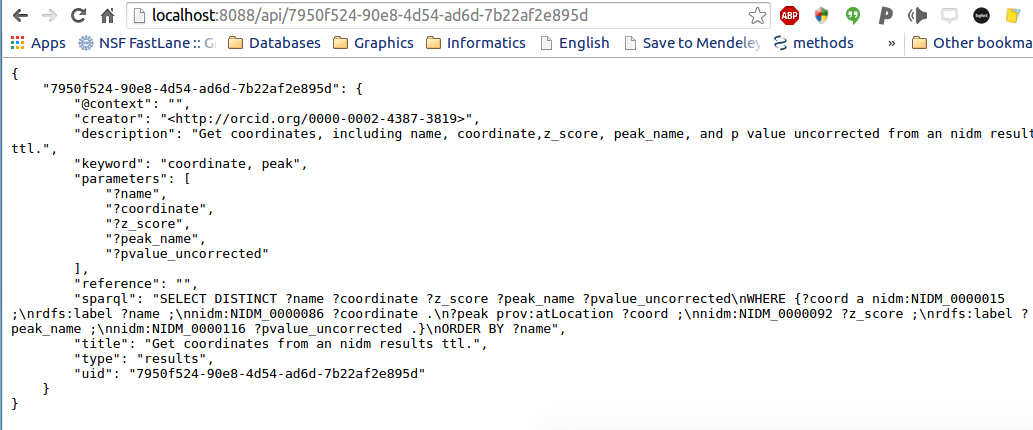 localhost:8088/api/7950f524-90e8-4d54-ad6d-7b22af2e895d
ABP
Apps NSF FastLane :: Gr Databases Graphics Informatics English Save to Mendeley methods » Other bookma
{
"7950f524-90e8-4d54-ad6d-7b22af2e895d": {
"@context": "",
"creator": "<http://orcid.org/0000-0002-4387-3819>",
"description": "Get coordinates, including name, coordinate,z_score, peak_name, and p value uncorrected from an nidm result
ttl.",
"keyword": "coordinate, peak",
"parameters": [
"?name",
"?coordinate",
"?z_score",
"?peak_name",
"?pvalue_uncorrected"
],
"reference": "",
"sparql": "SELECT DISTINCT ?name ?coordinate ?z_score ?peak_name ?pvalue_uncorrected\nWHERE {?coord a nidm:NIDM_0000015
;\nrdfs:label ?name ;\nnidm:NIDM_0000086 ?coordinate .\n?peak prov:atLocation ?coord ;\nnidm:NIDM_0000092 ?z_score ;\nrdfs:label ?
peak_name ;\nnidm:NIDM_0000116 ?pvalue_uncorrected .}\nORDER BY ?name",
"title": "Get coordinates from an nidm results ttl.",
"type": "results",
"uid": "7950f524-90e8-4d54-ad6d-7b22af2e895d"
}
}